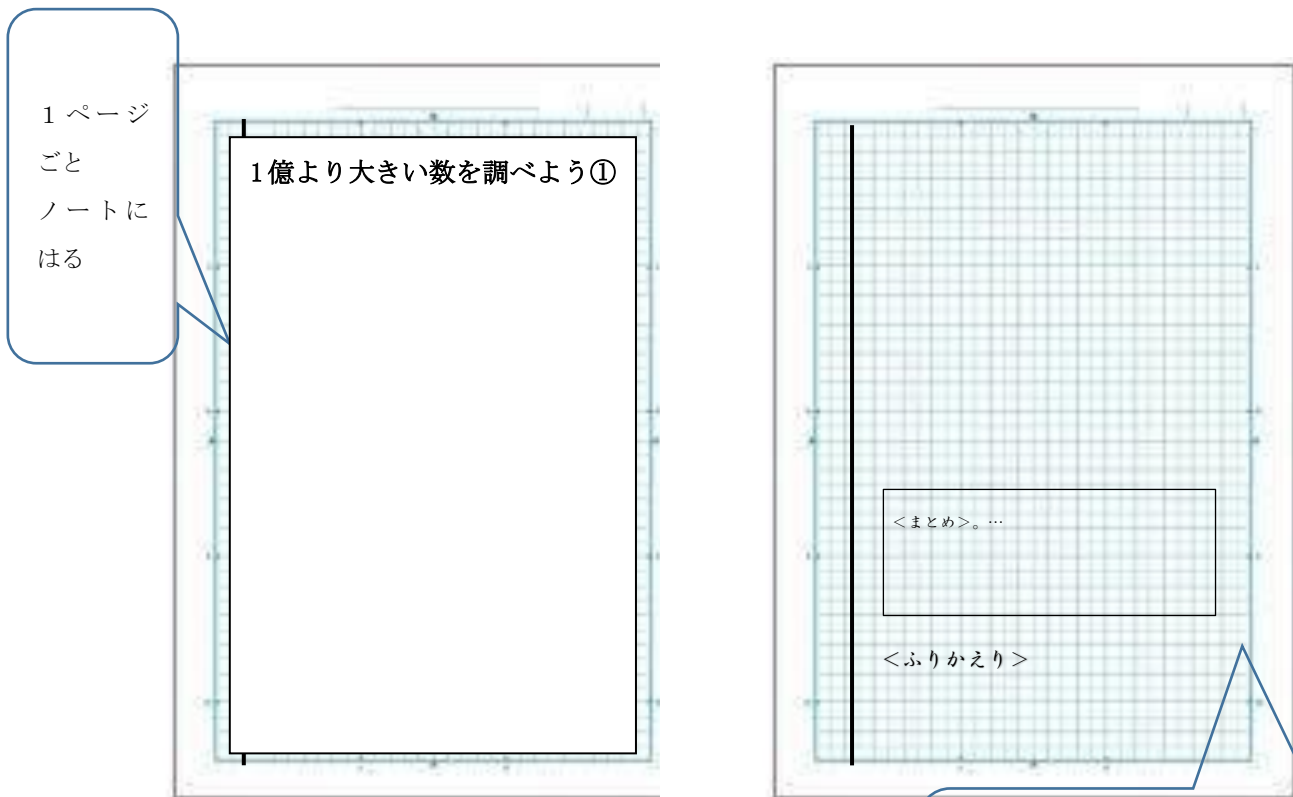 1ページ
ごと
ノートに
はる
1億より大きい数を調べよう①
<まとめ>。…
<ふりかえり>